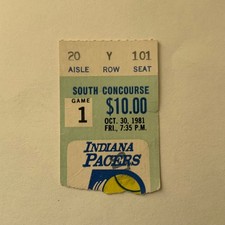 20 Y 101
AISLE ROW SEAT
SOUTH CONCOURSE
GAME $10.00
1 OCT. 30, 1981
FRI., 7:35 P.M.
INDIANA
PACERS